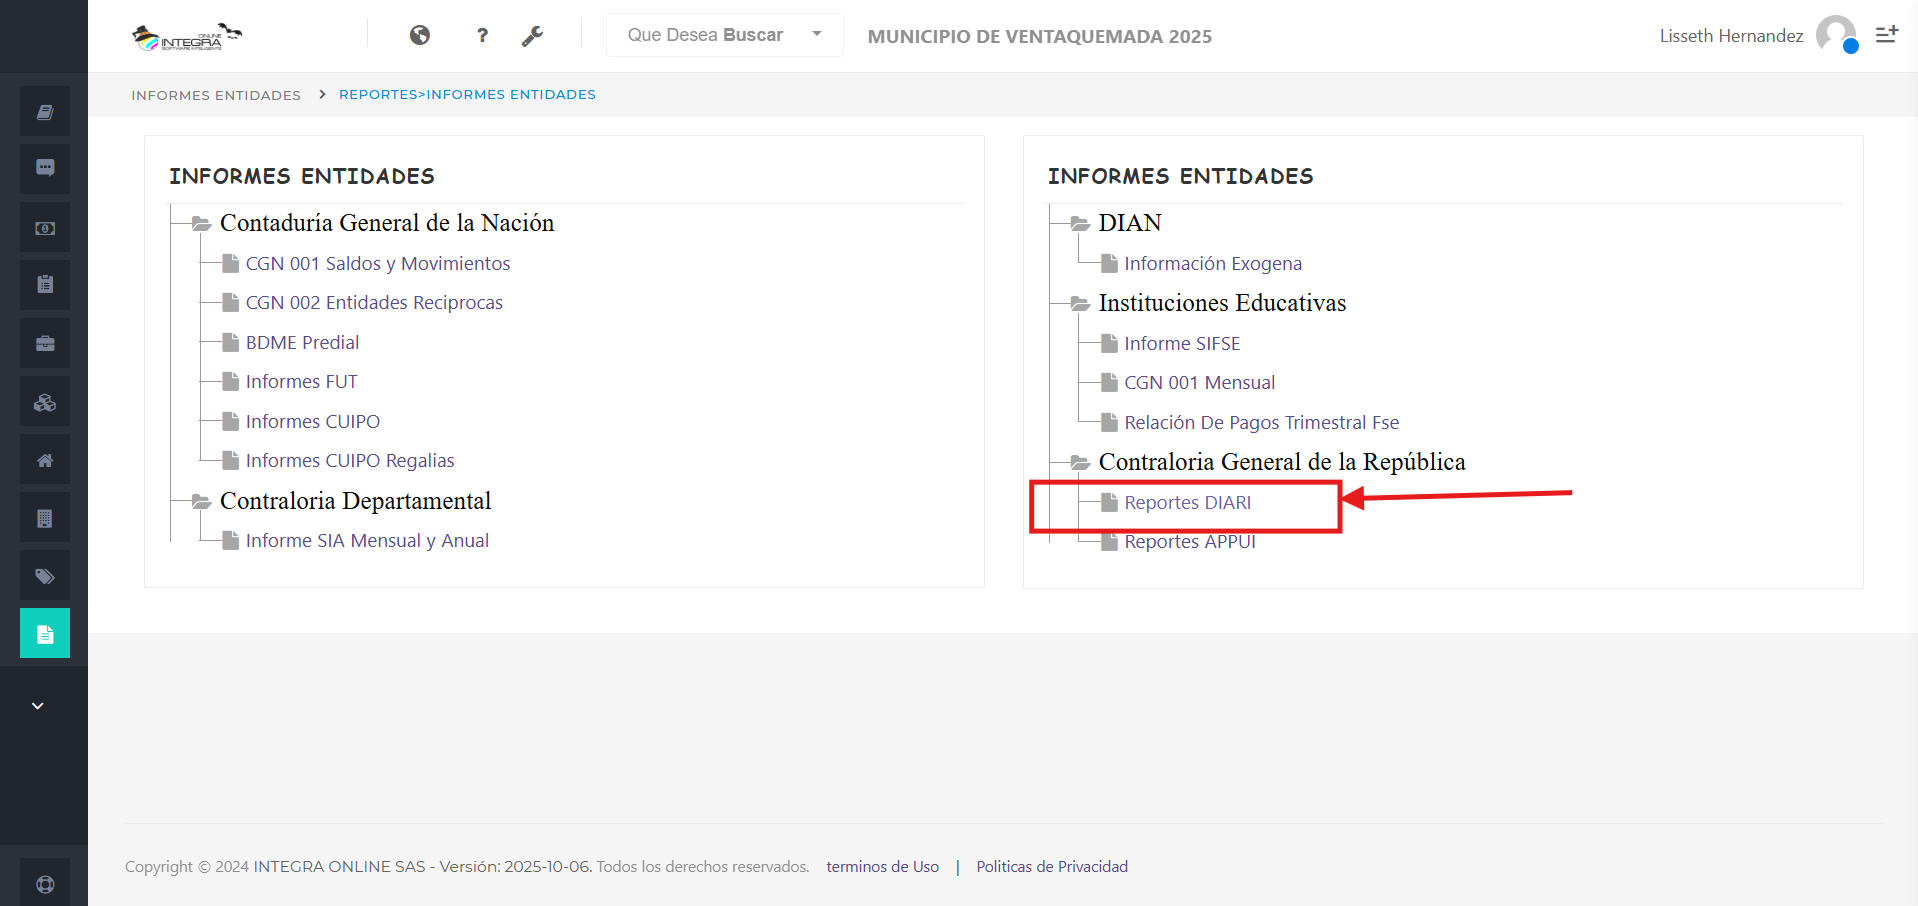 ONLINE
INTEGRA
SOFTWARE INTELIGENTE
?
Que Desea Buscar
MUNICIPIO DE VENTAQUEMADA 2025
Lisseth Hernandez
INFORMES ENTIDADES > REPORTES>INFORMES ENTIDADES
INFORMES ENTIDADES
Contaduría General de la Nación
CGN 001 Saldos y Movimientos
CGN 002 Entidades Reciprocas
BDME Predial
Informes FUT
Informes CUIPO
Informes CUIPO Regalias
Contraloria Departamental
Informe SIA Mensual y Anual
INFORMES ENTIDADES
DIAN
Información Exogena
Instituciones Educativas
Informe SIFSE
CGN 001 Mensual
Relación De Pagos Trimestral Fse
Contraloria General de la República
Reportes DIARI
Reportes APPUI
Copyright © 2024 INTEGRA ONLINE SAS - Versión: 2025-10-06. Todos los derechos reservados. terminos de Uso | Politicas de Privacidad